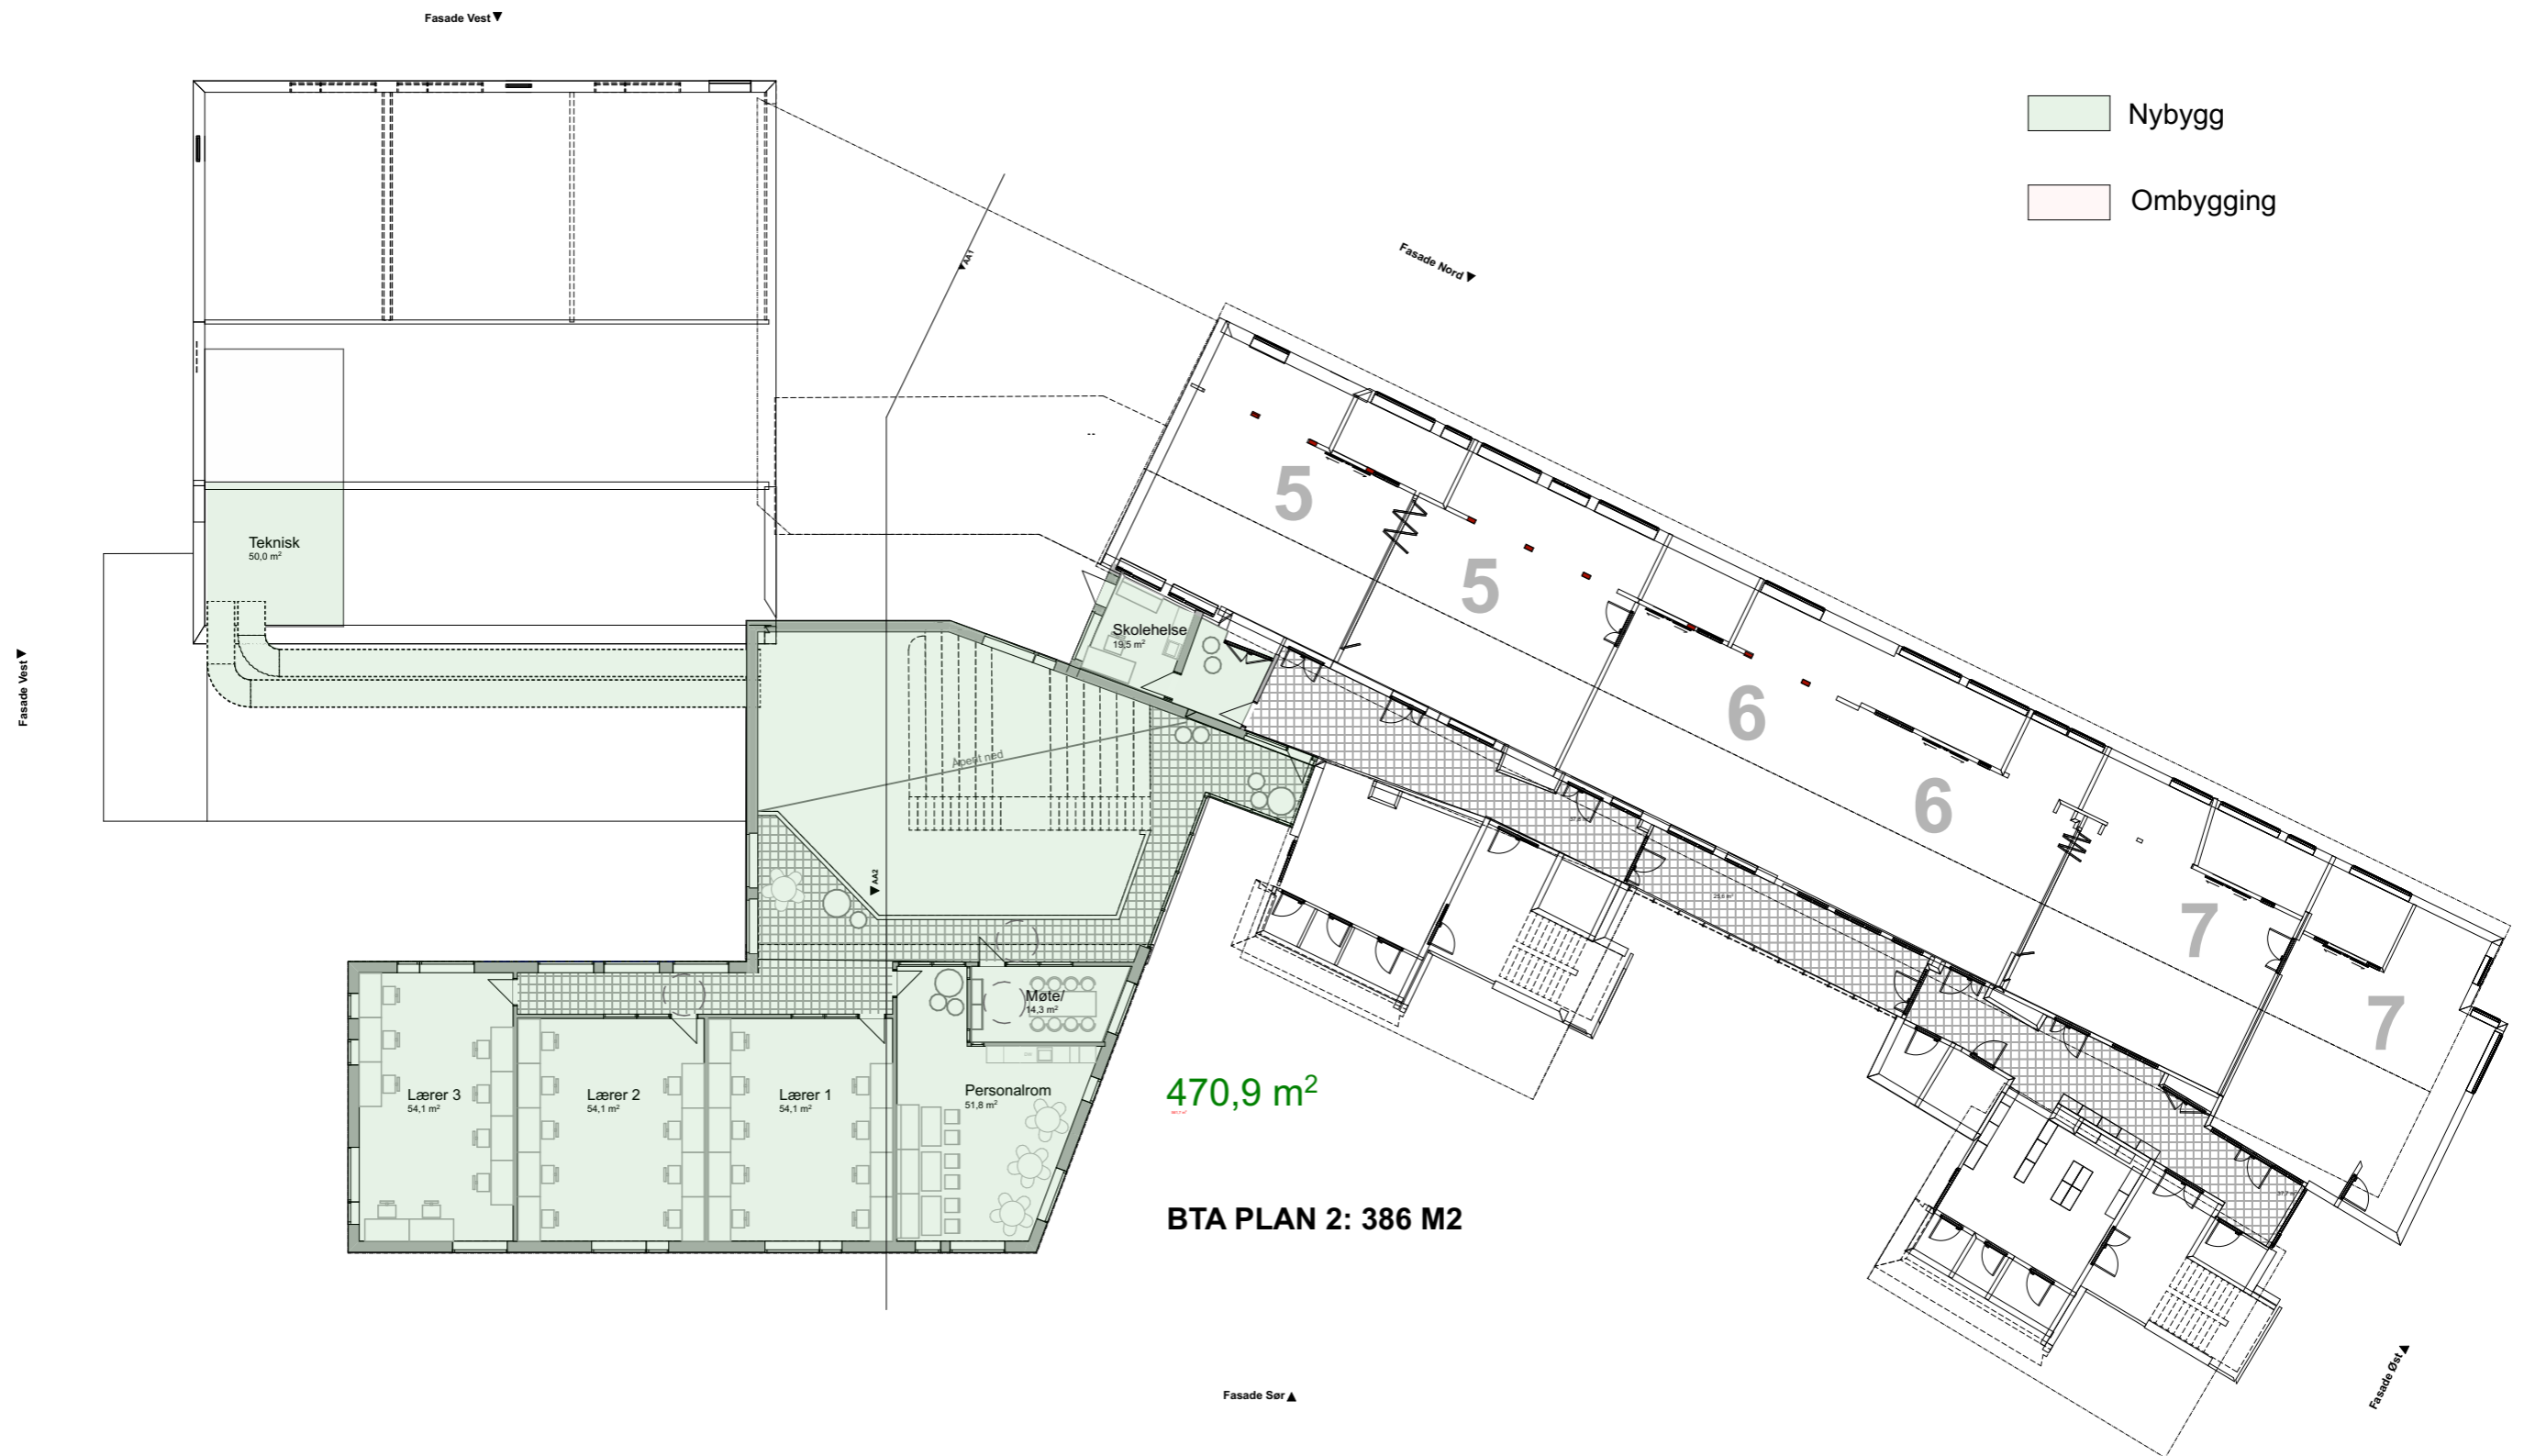 Fasade Vest
Nybygg
Ombygging
Fasade Nord
AA1
5
5
6
6
7
7
Teknisk
50,0 m²
Skolehelse
19,5 m²
Åpent ned
AA2
Fasade Vest
Møte/
14,3 m²
Lærer 3
54,1 m²
Lærer 2
54,1 m²
Lærer 1
54,1 m²
Personalrom
51,8 m²
470,9 m²
BTA PLAN 2: 386 M2
Fasade Sør
Fasade Øst